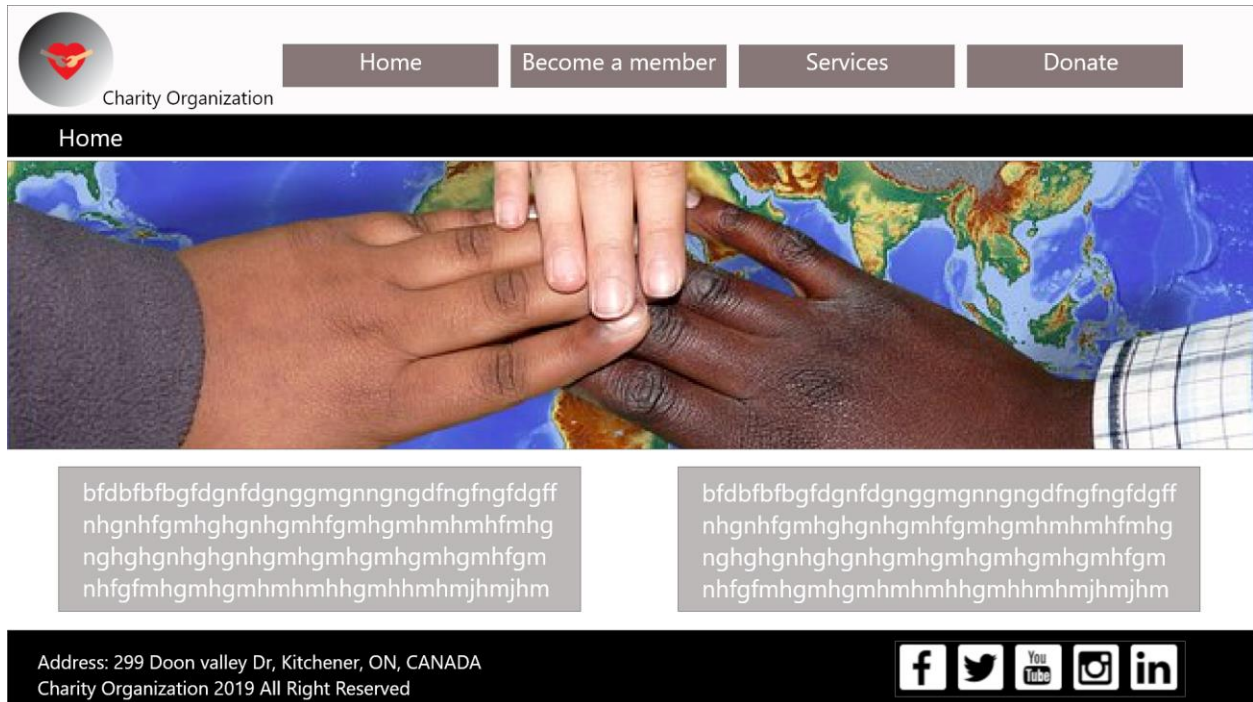 Home
Become a member
Services
Donate
Charity Organization
Home
bfdbfbfbgfdgnfdgnggmgnngngdfngfngfdgff
nhgnhfgmhghgnhgmhfgmhgmhmhmhfmhg
nghghgnhghgnhgmhgmhgmhgmhgmhfgm
nhfgfmhgmhgmhmhmhhgmhhmhmjhmjhm
bfdbfbfbgfdgnfdgnggmgnngngdfngfngfdgff
nhgnhfgmhghgnhgmhfgmhgmhmhmhfmhg
nghghgnhghgnhgmhgmhgmhgmhgmhfgm
nhfgfmhgmhgmhmhmhhgmhhmhmjhmjhm
Address: 299 Doon valley Dr, Kitchener, ON, CANADA
Charity Organization 2019 All Right Reserved
f
You
Tube
in